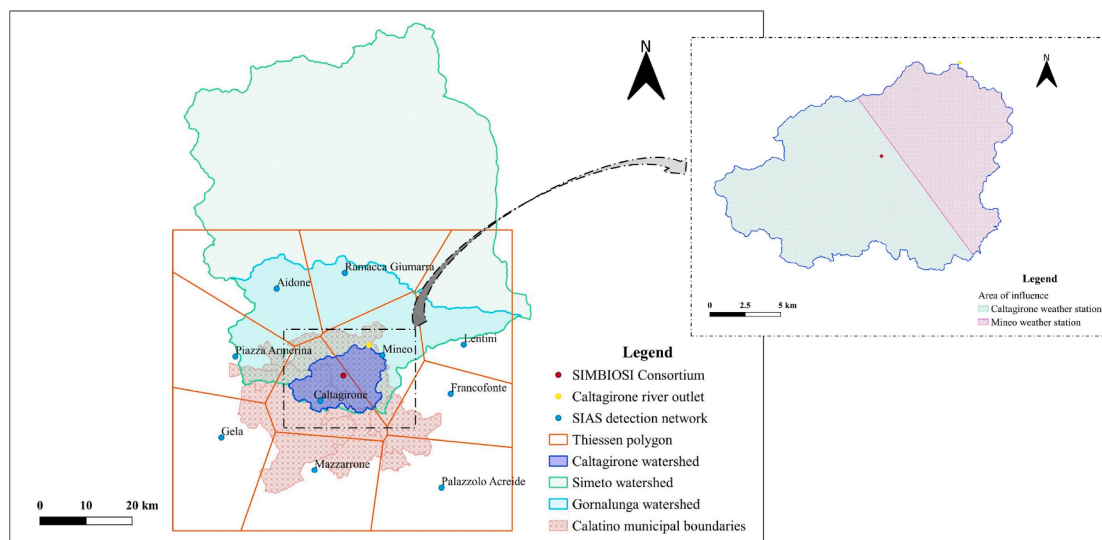 N
Ramacca Giumarra
Aidone
Piazza Armerina
Mineo
Lentini
Caltagirone
Francofonte
Gela
Mazzarrone
Palazzolo Acreide
0 10 20 km
Legend
SIMBIOSI Consortium
Caltagirone river outlet
SIAS detection network
Thiessen polygon
Caltagirone watershed
Simeto watershed
Gornalunga watershed
Calatino municipal boundaries
N
0 2.5 5 km
Legend
Area of influence
Caltagirone weather station
Mineo weather station